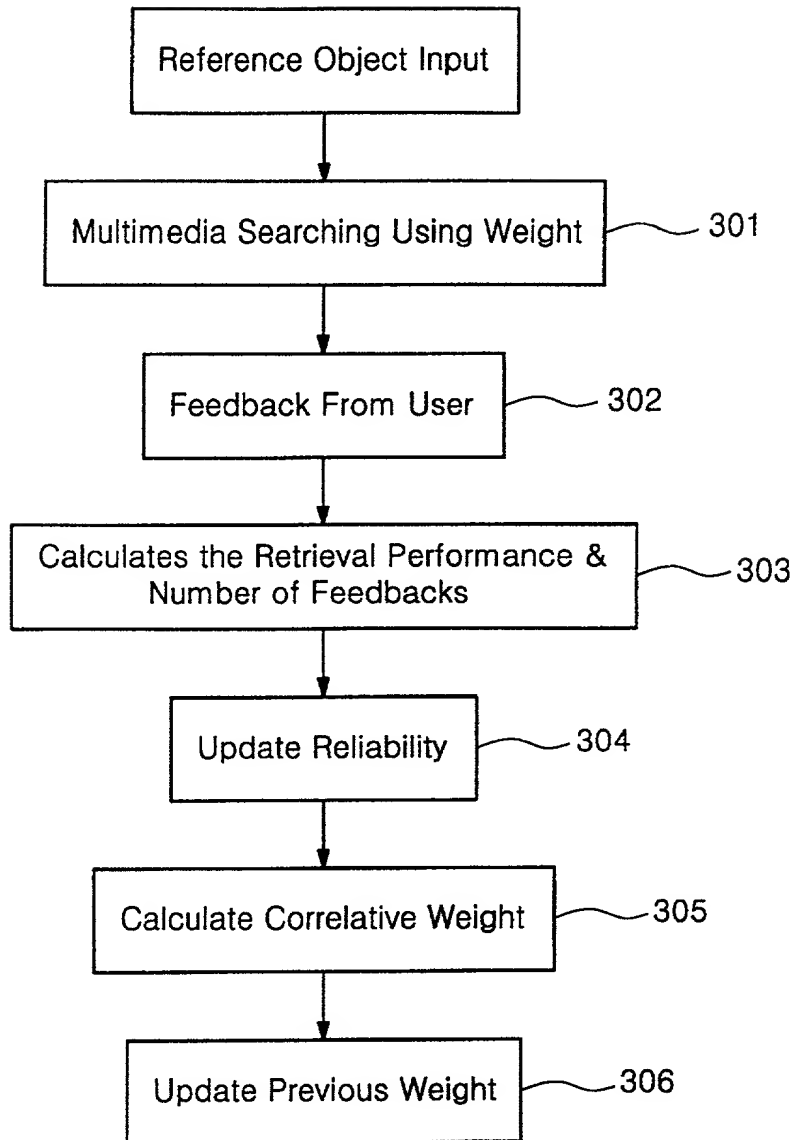 Reference Object Input
Multimedia Searching Using Weight
301
Feedback From User
302
Calculates the Retrieval Performance &
Number of Feedbacks
303
Update Reliability
304
Calculate Correlative Weight
305
Update Previous Weight
306